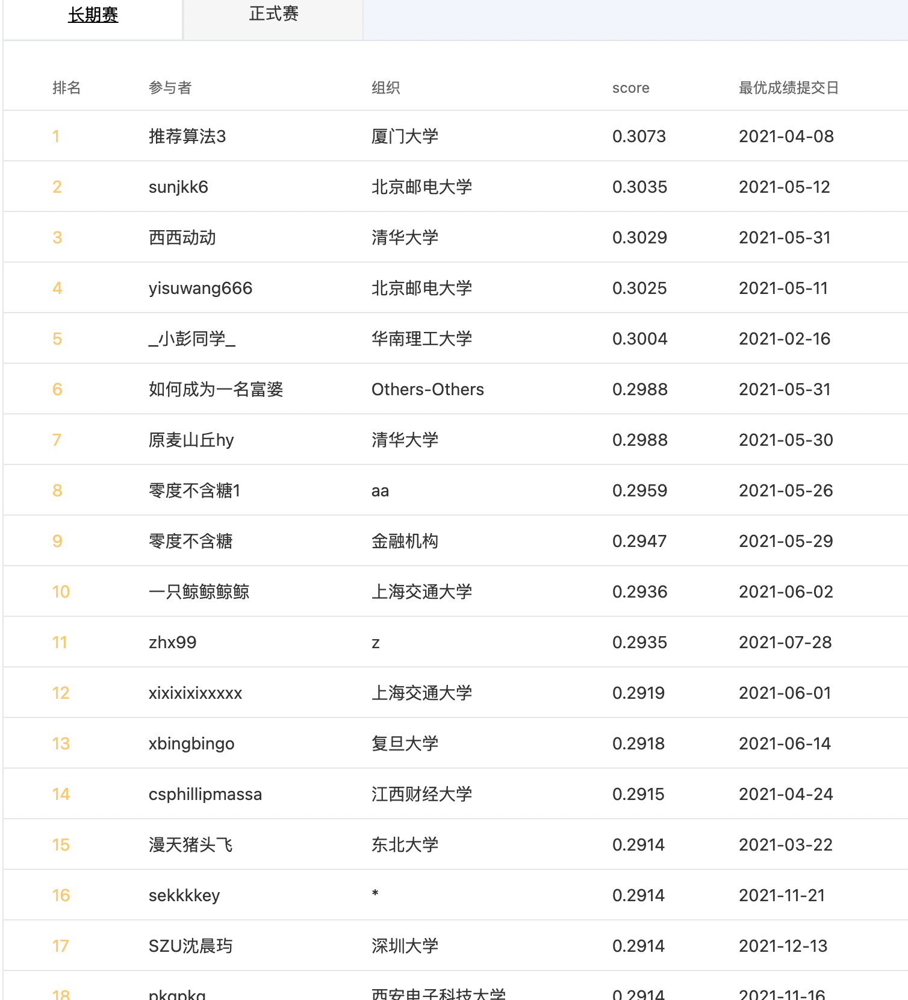 长期赛 正式赛
排名 参与者 组织 score 最优成绩提交日
1 推荐算法3 厦门大学 0.3073 2021-04-08
2 sunjkk6 北京邮电大学 0.3035 2021-05-12
3 西西动动 清华大学 0.3029 2021-05-31
4 yisuwang666 北京邮电大学 0.3025 2021-05-11
5 _小彭同学_ 华南理工大学 0.3004 2021-02-16
6 如何成为一名富婆 Others-Others 0.2988 2021-05-31
7 原麦山丘hy 清华大学 0.2988 2021-05-30
8 零度不含糖1 aa 0.2959 2021-05-26
9 零度不含糖 金融机构 0.2947 2021-05-29
10 一只鲸鲸鲸鲸 上海交通大学 0.2936 2021-06-02
11 zhx99 z 0.2935 2021-07-28
12 xixixixixxxxx 上海交通大学 0.2919 2021-06-01
13 xbingbingo 复旦大学 0.2918 2021-06-14
14 csphillipmassa 江西财经大学 0.2915 2021-04-24
15 漫天猪头飞 东北大学 0.2914 2021-03-22
16 sekkkkey * 0.2914 2021-11-21
17 SZU沈晨玙 深圳大学 0.2914 2021-12-13
18 西安电子科技大学 0.2914 2021-11-16